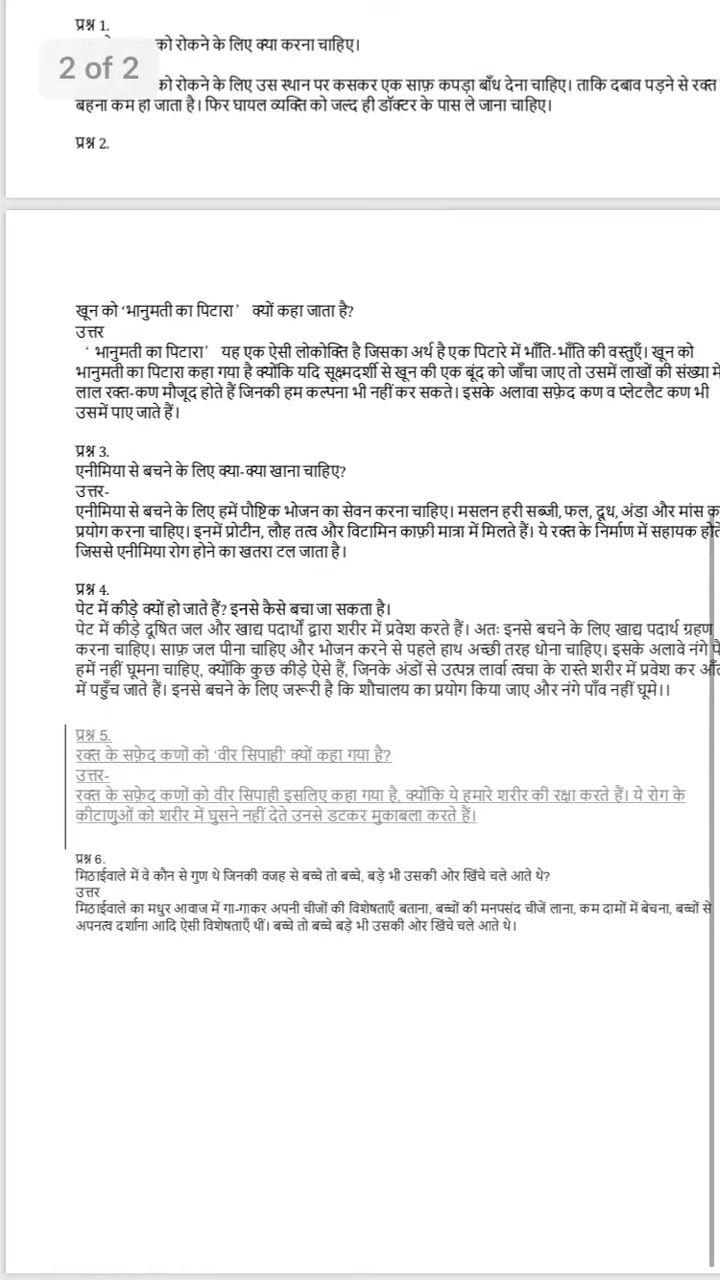 प्रश्न 1.
को रोकने के लिए क्या करना चाहिए।
2 of 2
को रोकने के लिए उस स्थान पर कसकर एक साफ़ कपड़ा बाँध देना चाहिए। ताकि दबाव पड़ने से रक्त
बहना कम हो जाता है। फिर घायल व्यक्ति को जल्द ही डॉक्टर के पास ले जाना चाहिए।
प्रश्न 2.
खून को ‘भानुमती का पिटारा’ क्यों कहा जाता है?
उत्तर
‘ भानुमती का पिटारा’ यह एक ऐसी लोकोक्ति है जिसका अर्थ है एक पिटारे में भाँति-भाँति की वस्तुएँ। खून को
भानुमती का पिटारा कहा गया है क्योंकि यदि सूक्ष्मदर्शी से खून की एक बूंद को जाँचा जाए तो उसमें लाखों की संख्या में
लाल रक्त-कण मौजूद होते हैं जिनकी हम कल्पना भी नहीं कर सकते। इसके अलावा सफ़ेद कण व प्लेटलैट कण भी
उसमें पाए जाते हैं।
प्रश्न 3.
एनीमिया से बचने के लिए क्या-क्या खाना चाहिए?
उत्तर-
एनीमिया से बचने के लिए हमें पौष्टिक भोजन का सेवन करना चाहिए। मसलन हरी सब्जी, फल, दूध, अंडा और मांस
प्रयोग करना चाहिए। इनमें प्रोटीन, लौह तत्व और विटामिन काफ़ी मात्रा में मिलते हैं। ये रक्त के निर्माण में सहायक होते
जिससे एनीमिया रोग होने का खतरा टल जाता है।
प्रश्न 4.
पेट में कीड़े क्यों हो जाते हैं? इनसे कैसे बचा जा सकता है।
पेट में कीड़े दूषित जल और खाद्य पदार्थों द्वारा शरीर में प्रवेश करते हैं। अतः इनसे बचने के लिए खाद्य पदार्थ ग्रहण
करना चाहिए। साफ़ जल पीना चाहिए और भोजन करने से पहले हाथ अच्छी तरह धोना चाहिए। इसके अलावे नंगे
हमें नहीं घूमना चाहिए, क्योंकि कुछ कीड़े ऐसे हैं, जिनके अंडों से उत्पन्न लार्वा त्वचा के रास्ते शरीर में प्रवेश कर
में पहुँच जाते हैं। इनसे बचने के लिए जरूरी है कि शौचालय का प्रयोग किया जाए और नंगे पाँव नहीं घूमे।।
प्रश्न 5.
रक्त के सफ़ेद कणों को ‘वीर सिपाही’ क्यों कहा गया है?
उत्तर-
रक्त के सफ़ेद कणों को वीर सिपाही इसलिए कहा गया है, क्योंकि ये हमारे शरीर की रक्षा करते हैं। ये रोग के
कीटाणुओं को शरीर में घुसने नहीं देते उनसे डटकर मुकाबला करते हैं।
प्रश्न 6.
मिठाईवाले में वे कौन से गुण थे जिनकी वजह से बच्चे तो बच्चे, बड़े भी उसकी ओर खिंचे चले आते थे?
उत्तर
मिठाईवाले का मधुर आवाज में गा-गाकर अपनी चीजों की विशेषताएँ बताना, बच्चों की मनपसंद चीजें लाना, कम दामों में बेचना, बच्चों से
अपनत्व दर्शाना आदि ऐसी विशेषताएँ थीं। बच्चे तो बच्चे बड़े भी उसकी ओर खिंचे चले आते थे।